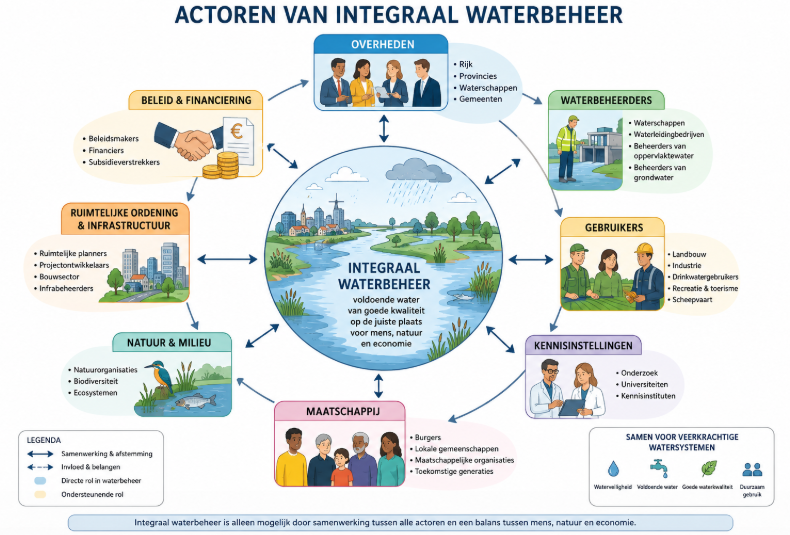 ACTOREN VAN INTEGRAAL WATERBEHEER
OVERHEDEN
• Rijk
• Provincies
• Waterschappen
• Gemeenten
BELEID & FINANCIERING
• Beleidsmakers
• Financiers
• Subsidieverstrekkers
€
WATERBEHEERDERS
• Waterschappen
• Waterleidingbedrijven
• Beheerders van
oppervlaktewater
• Beheerders van
grondwater
RUIMTELIJKE ORDENING
& INFRASTRUCTUUR
• Ruimtelijke planners
• Projectontwikkelaars
• Bouwsector
• Infrabeheerders
INTEGRAAL
WATERBEHEER
voldoende water
van goede kwaliteit
op de juiste plaats
voor mens, natuur
en economie
GEBRUIKERS
• Landbouw
• Industrie
• Drinkwatergebruikers
• Recreatie & toerisme
• Scheepvaart
NATUUR & MILIEU
• Natuurorganisaties
• Biodiversiteit
• Ecosystemen
KENNISINSTELLINGEN
• Onderzoek
• Universiteiten
• Kennisinstituten
MAATSCHAPPIJ
• Burgers
• Lokale gemeenschappen
• Maatschappelijke organisaties
• Toekomstige generaties
LEGENDA
Samenwerking & afstemming
Invloed & belangen
Directe rol in waterbeheer
Ondersteunende rol
SAMEN VOOR VEERKRACHTIGE
WATERSYSTEMEN
Waterveiligheid
Voldoende water
Goede waterkwaliteit
Duurzaam
gebruik
Integraal waterbeheer is alleen mogelijk door samenwerking tussen alle actoren en een balans tussen mens, natuur en economie.